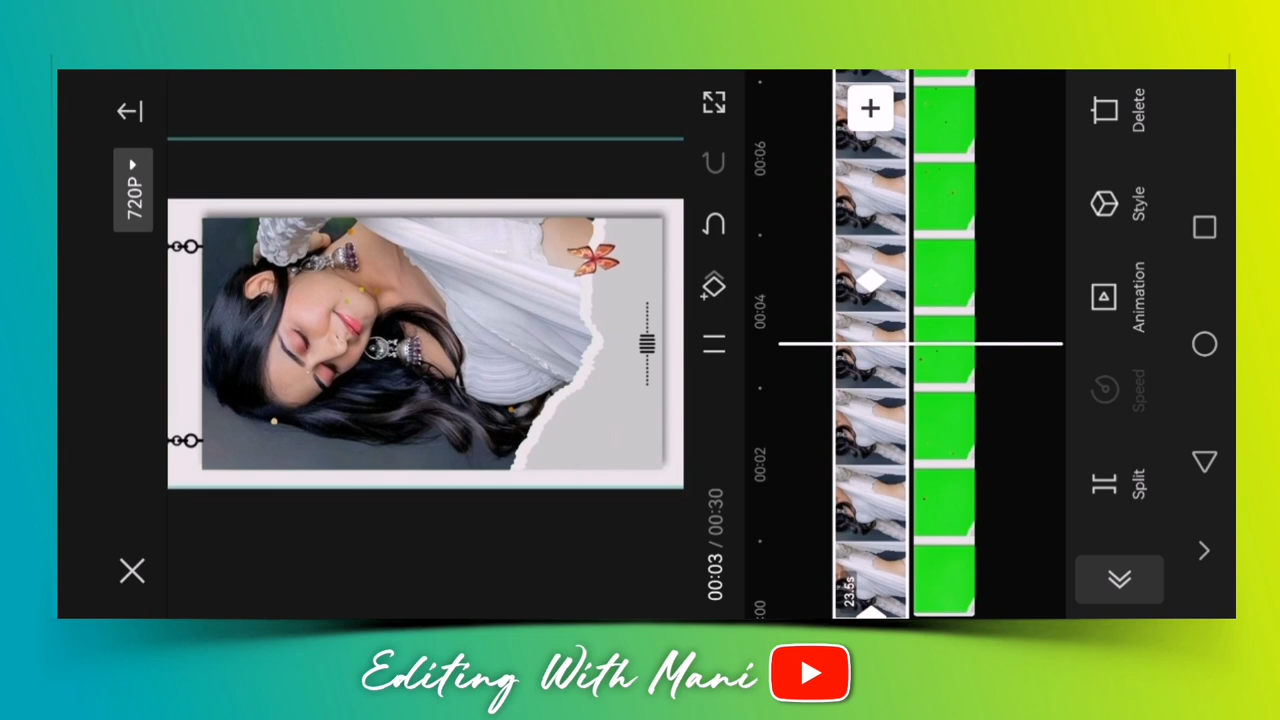 720P
00:03 / 00:30
:00
00:02
00:04
00:06
23.5s
Split
Speed
Animation
Style
Delete
Editing With Mani